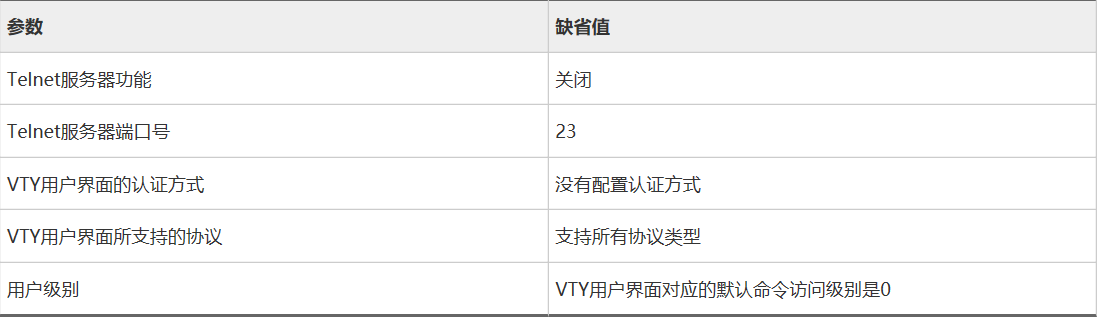 参数 缺省值
Telnet服务器功能 关闭
Telnet服务器端口号 23
VTY用户界面的认证方式 没有配置认证方式
VTY用户界面所支持的协议 支持所有协议类型
用户级别 VTY用户界面对应的默认命令访问级别是0